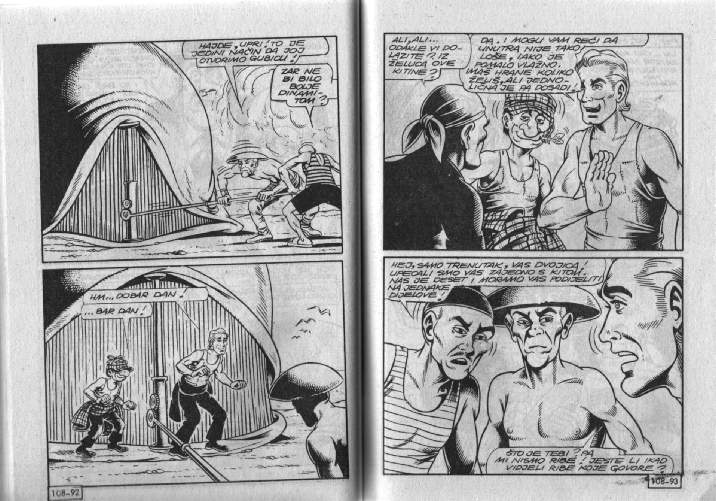 HAJDE, UPRI! TO JE
JEDINI NAČIN DA JOJ
OTVORIMO GUBICU!
ZAR NE
BI BILO
BOLJE
DINAMI-
TOM?
HM... DOBAR DAN!
...BAR DAN!
108-92
ALI, ALI...
ODAKLE VI DO-
LAZITE? IZ
ŽELUCA OVE
KITINE?
DA. I MOGU VAM REĆI DA
UNUTRA NIJE TAKO
LOŠE, IAKO JE
POMALO VLAŽNO.
IMAŠ HRANE KOLIKO
ŽELIŠ, ALI JEDNO-
LIČNA JE PA DOSADI!
HEJ, SAMO TRENUTAK, VAS DVOJICA!
UPECALI SMO VAS ZAJEDNO S KITOM.
NAS JE DESET I MORAMO VAS PODIJELITI
NA JEDNAKE
DIJELOVE!
ŠTO JE TEBI? PA
MI NISMO RIBE! JESTE LI IKAD
VIDJELI RIBE KOJE GOVORE?
108-93